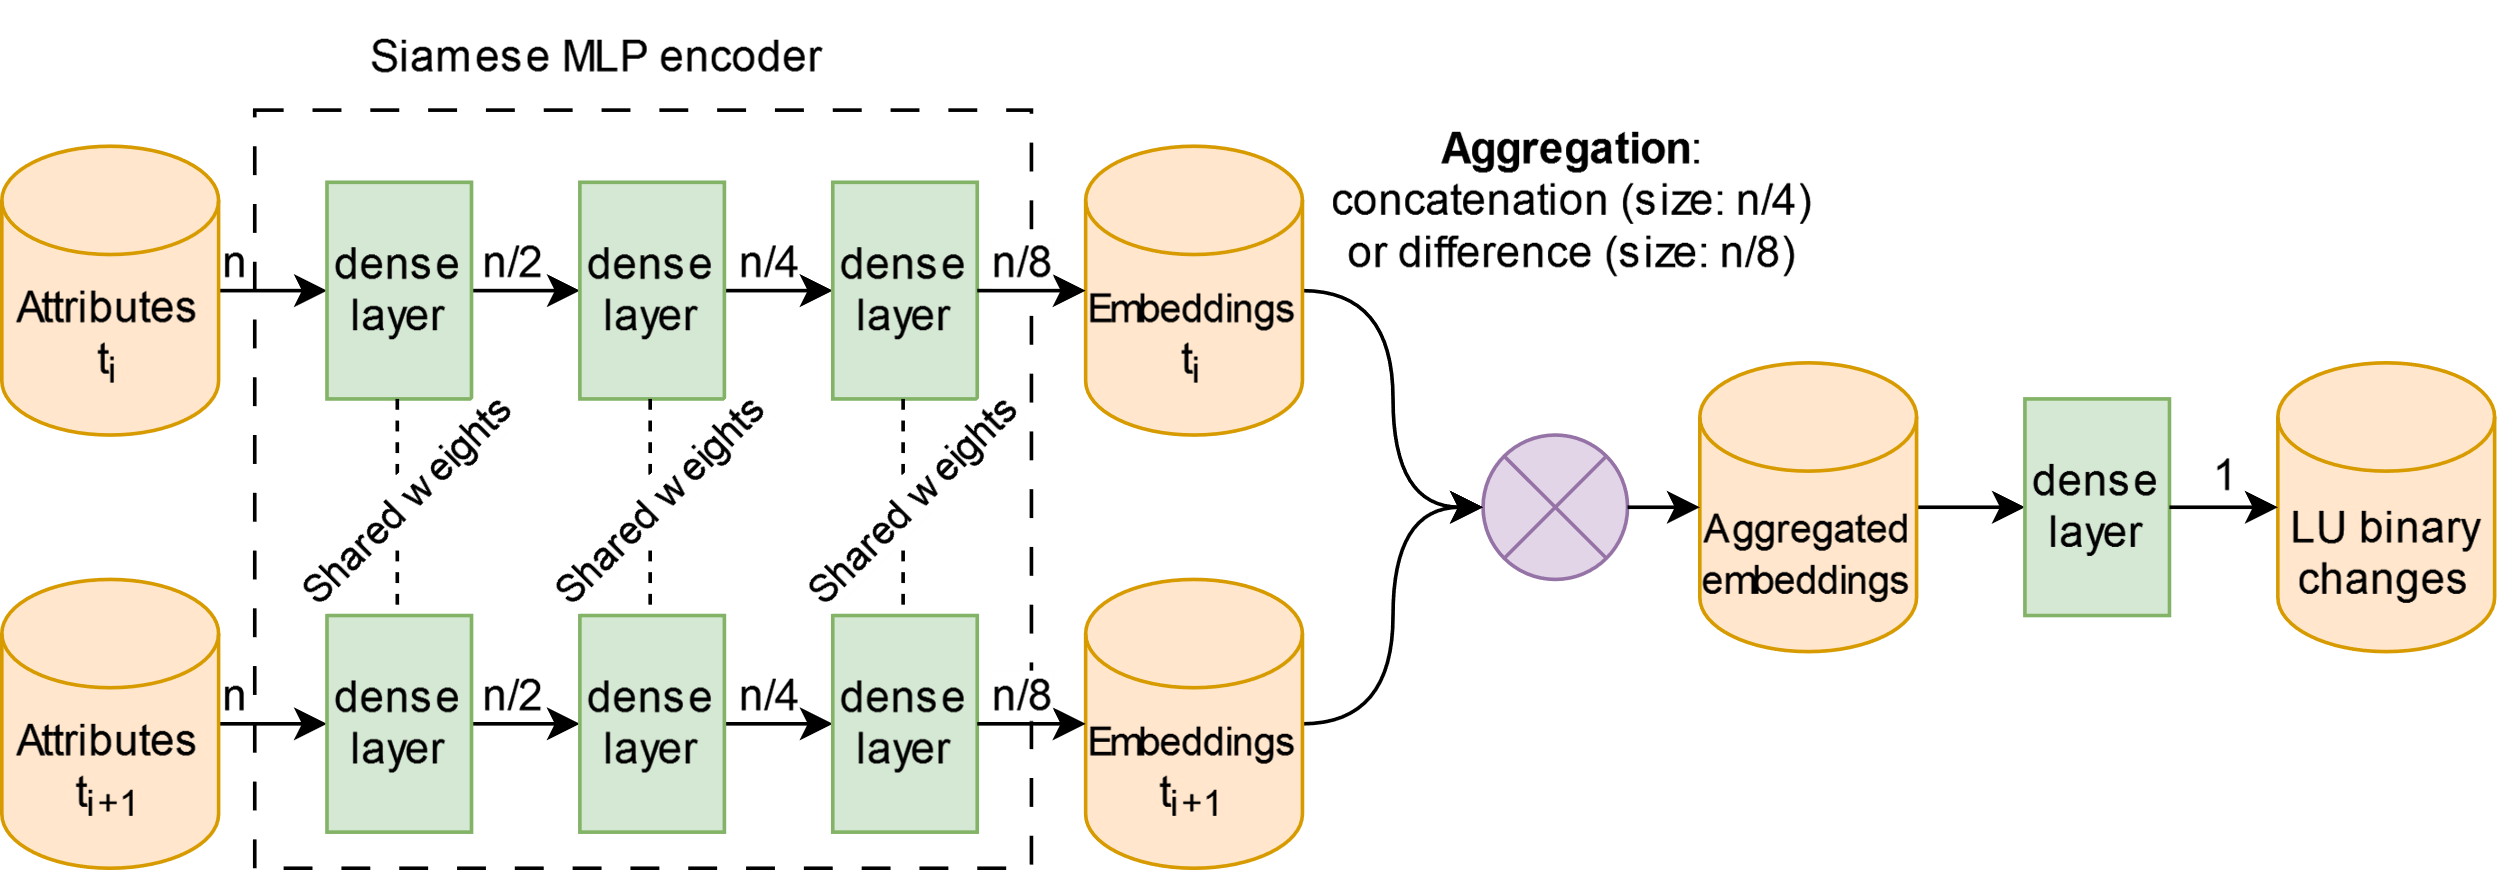 Siamese MLP encoder
Aggregation:
concatenation (size: n/4)
or difference (size: n/8)
Attributes
ti
n
dense
layer
n/2
dense
layer
n/4
dense
layer
n/8
Embeddings
ti
Shared weights
Shared weights
Shared weights
Attributes
ti+1
n
dense
layer
n/2
dense
layer
n/4
dense
layer
n/8
Embeddings
ti+1
Aggregated
embeddings
dense
layer
1
LU binary
changes